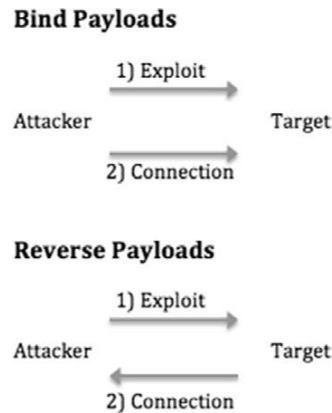 Bind Payloads
1) Exploit
Attacker Target
2) Connection
Reverse Payloads
1) Exploit
Attacker Target
2) Connection